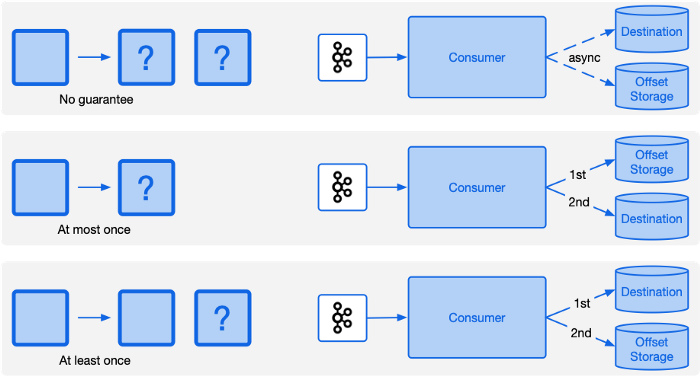 ?
?
No guarantee
Consumer
async
Destination
Offset
Storage
?
At most once
Consumer
1st
2nd
Offset
Storage
Destination
?
At least once
Consumer
1st
2nd
Destination
Offset
Storage